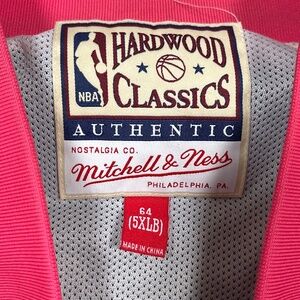 HARDWOOD
NBA
CLASSICS
AUTHENTIC
NOSTALGIA CO.
Mitchell & Ness
PHILADELPHIA, PA.
64
(5XLB)
MADE IN CHINA